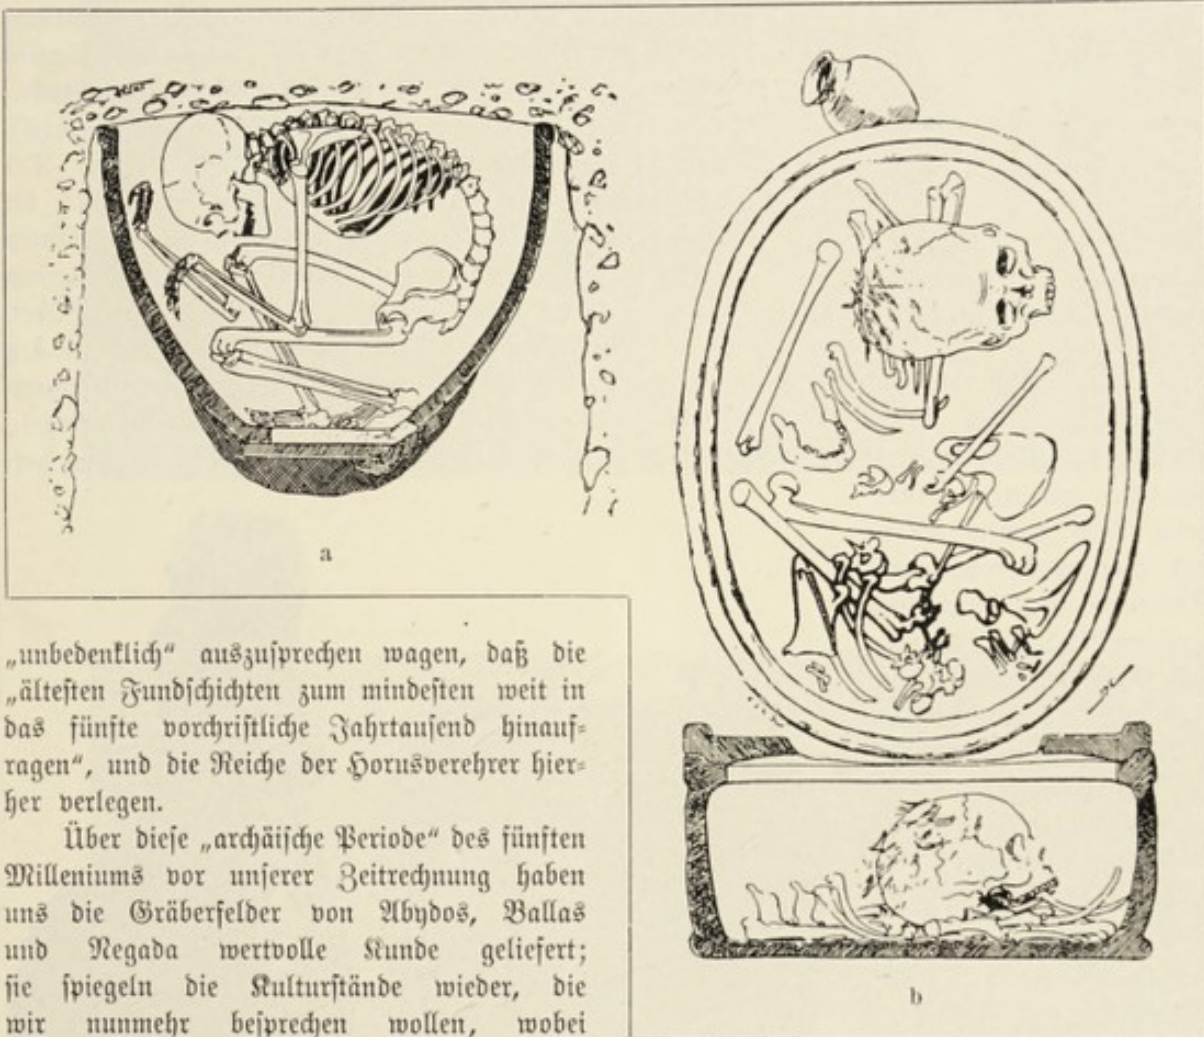 a
„unbedenklich“ auszusprechen wagen, daß die
„ältesten Fundschichten zum mindesten weit in
das fünfte vorchristliche Jahrtausend hinauf-
ragen“, und die Reiche der Horusverehrer hier-
her verlegen.
Über diese „archäische Periode“ des fünften
Milleniums vor unserer Zeitrechnung haben
uns die Gräberfelder von Abydos, Ballas
und Negada wertvolle Kunde geliefert;
sie spiegeln die Kulturstände wieder, die
wir nunmehr besprechen wollen, wobei
b